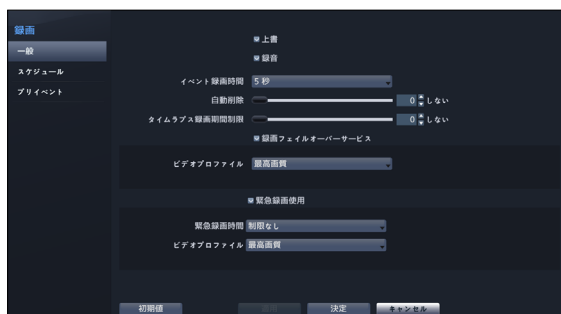 録画
一般
スケジュール
プリイベント
上書
録音
イベント録画時間 5 秒
自動削除 0 しない
タイムラプス録画期間制限 0 しない
録画フェイルオーバーサービス
ビデオプロファイル 最高画質
緊急録画使用
緊急録画時間 制限なし
ビデオプロファイル 最高画質
初期値 決定 キャンセル